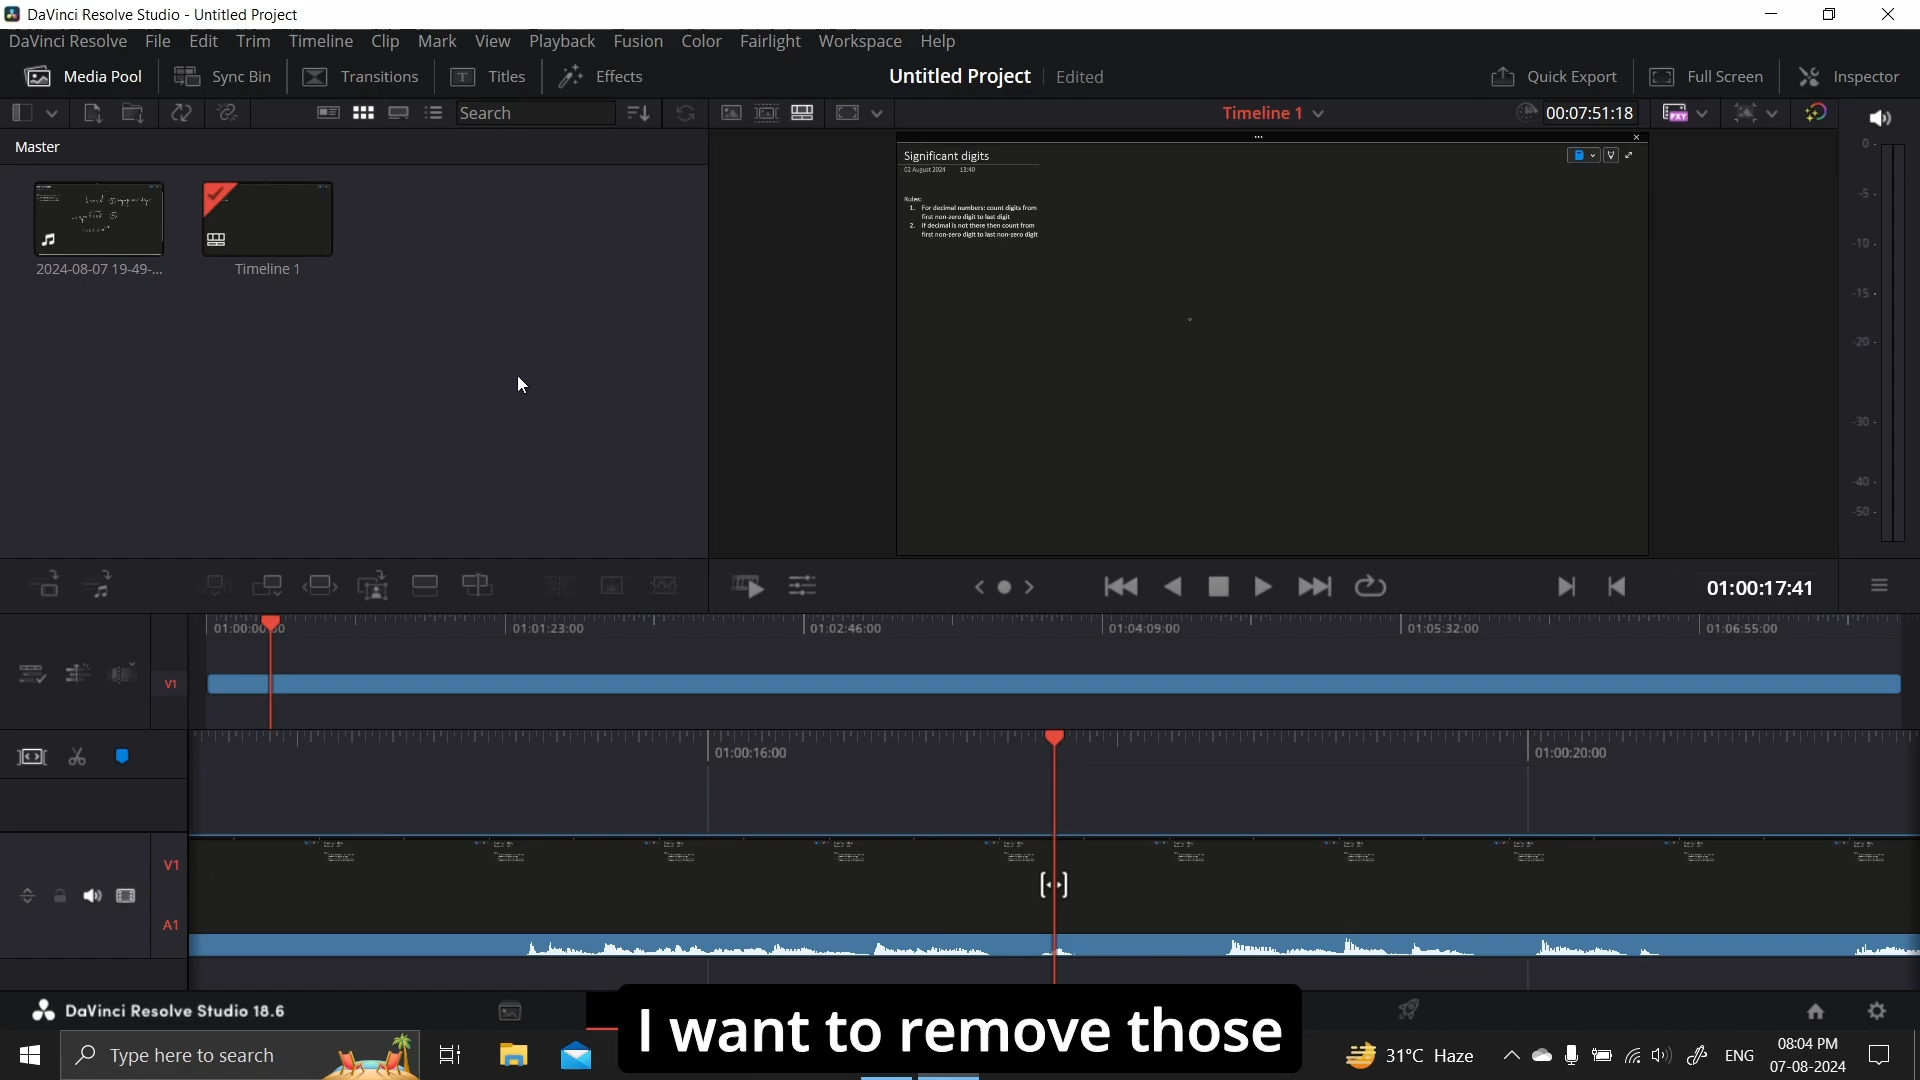 DaVinci Resolve Studio - Untitled Project
DaVinci Resolve File Edit Trim Timeline Clip Mark View Playback Fusion Color Fairlight Workspace Help
Media Pool Sync Bin Transitions Titles Effects Untitled Project Edited Quick Export Full Screen Inspector
Search Timeline 1 00:07:51:18
Master
Significant digits
02 August 2024 13:40
Rules:
1. For decimal numbers: count digits from
first non-zero digit to last digit
2. If decimal is not there then count from
first non-zero digit to last non-zero digit
2024-08-07 19-49-... Timeline 1
0
-5
-10
-15
-20
-30
-40
-50
01:00:17:41
01:00:00:00 01:01:23:00 01:02:46:00 01:04:09:00 01:05:32:00 01:06:55:00
V1
01:00:16:00 01:00:20:00
V1
A1
DaVinci Resolve Studio 18.6
I want to remove those
Type here to search
31°C Haze
ENG
08:04 PM
07-08-2024